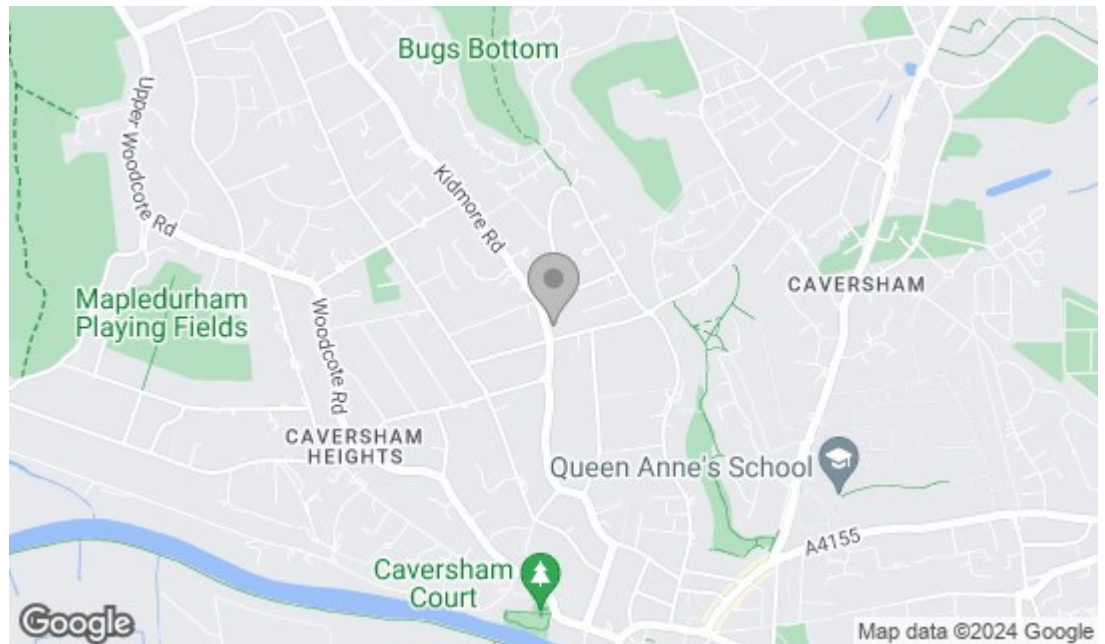 Bugs Bottom
Upper Woodcote Rd
Kidmore Rd
CAVERSHAM
Mapledurham
Playing Fields
Woodcote Rd
CAVERSHAM
HEIGHTS
Queen Anne's School
A4155
Caversham
Court
Google
Map data ©2024 Google